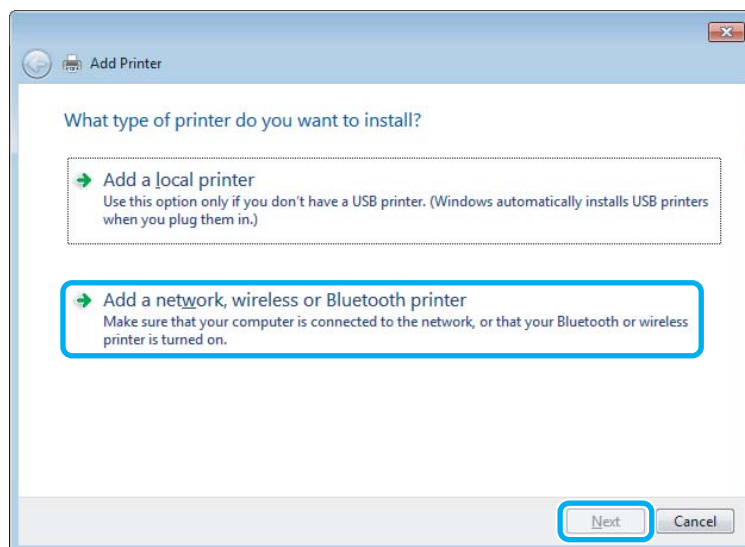 Add Printer
What type of printer do you want to install?
Add a local printer
Use this option only if you don't have a USB printer. (Windows automatically installs USB printers
when you plug them in.)
Add a network, wireless or Bluetooth printer
Make sure that your computer is connected to the network, or that your Bluetooth or wireless
printer is turned on.
Next Cancel